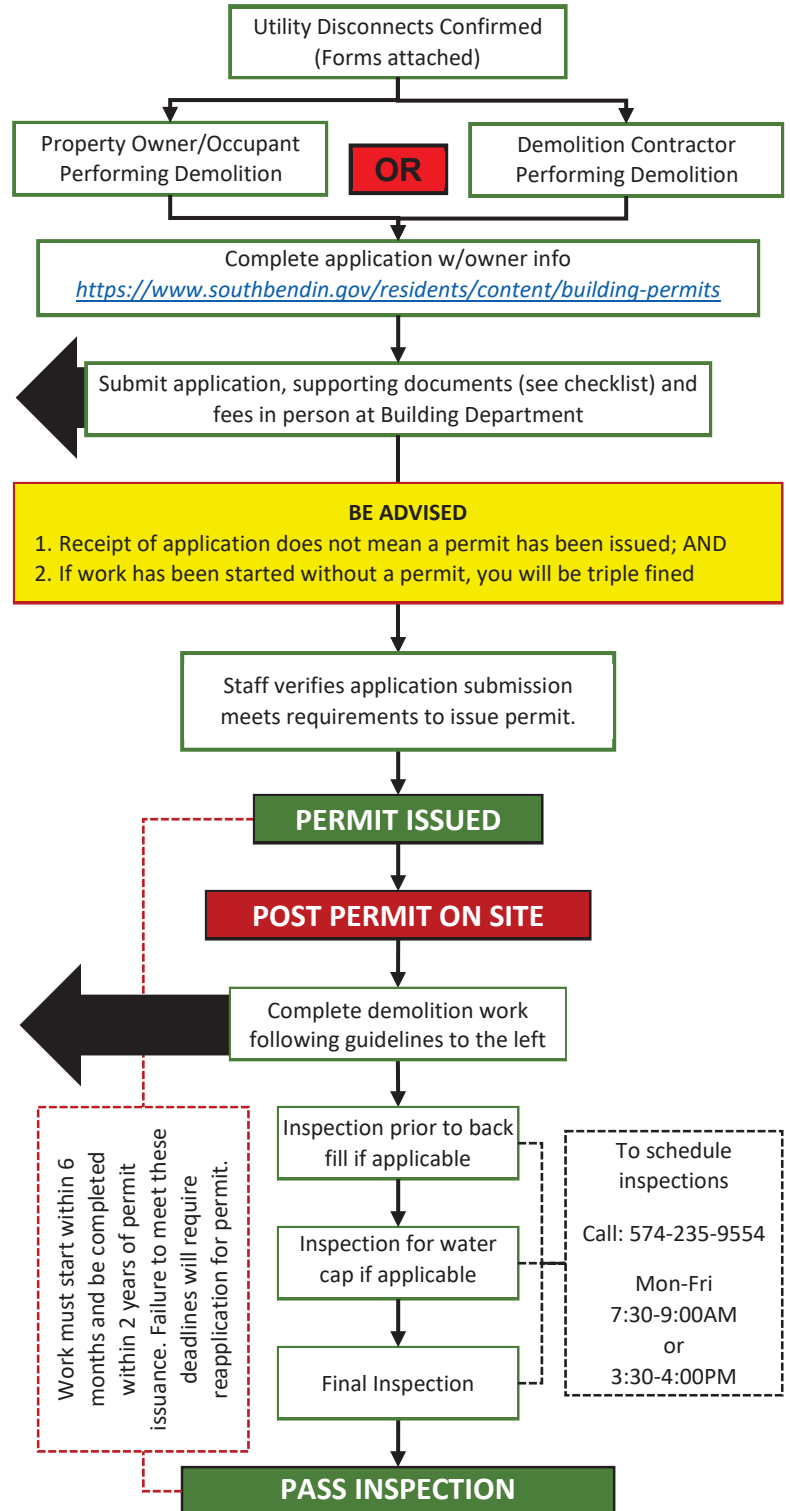 Utility Disconnects Confirmed
(Forms attached)
Property Owner/Occupant
Performing Demolition
OR
Demolition Contractor
Performing Demolition
Complete application w/owner info
https://www.southbendin.gov/residents/content/building-permits
Submit application, supporting documents (see checklist) and
fees in person at Building Department
BE ADVISED
1. Receipt of application does not mean a permit has been issued; AND
2. If work has been started without a permit, you will be triple fined
Staff verifies application submission
meets requirements to issue permit.
PERMIT ISSUED
POST PERMIT ON SITE
Complete demolition work
following guidelines to the left
Work must start within 6
months and be completed
within 2 years of permit
issuance. Failure to meet these
deadlines will require
reapplication for permit.
Inspection prior to back
fill if applicable
Inspection for water
cap if applicable
Final Inspection
To schedule
inspections
Call: 574-235-9554
Mon-Fri
7:30-9:00AM
or
3:30-4:00PM
PASS INSPECTION